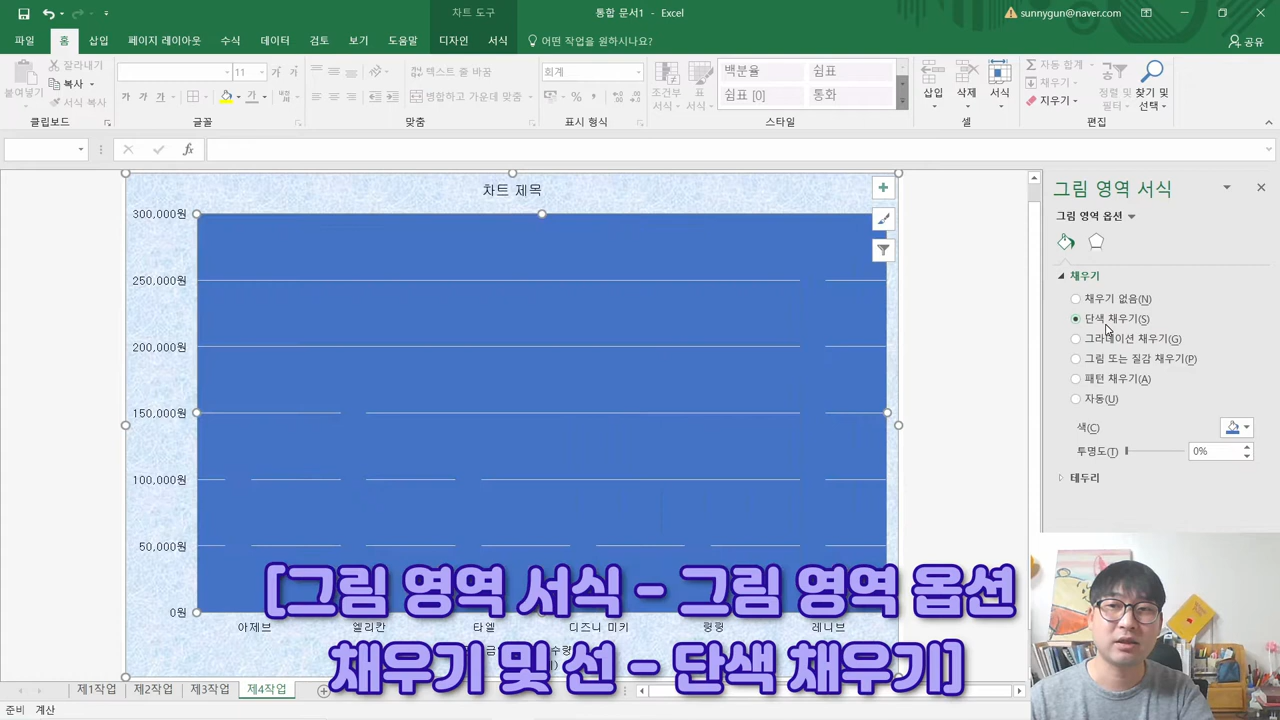 차트 도구
통합 문서1 - Excel
sunnygun@naver.com
파일 홈 삽입 페이지 레이아웃 수식 데이터 검토 보기 도움말 디자인 서식 어떤 작업을 원하시나요? 공유
붙여넣기 잘라내기 복사 서식 복사
클립보드
11
가 가 가 가
글꼴
텍스트 줄 바꿈
병합하고 가운데 맞춤
맞춤
회계
%
표시 형식
조건부 서식 표 서식
백분율 쉼표
쉼표 [0] 통화
스타일
삽입 삭제 서식
셀
자동 합계
채우기
지우기
정렬 및 필터 찾기 및 선택
편집
fx
차트 제목
300,000원
250,000원
200,000원
150,000원
100,000원
50,000원
0원
아제브 엘리칸 타엘 디즈니 미키 링링 레니브
그림 영역 서식
그림 영역 옵션
채우기
채우기 없음(N)
단색 채우기(S)
그라데이션 채우기(G)
그림 또는 질감 채우기(P)
패턴 채우기(A)
자동(U)
색(C)
투명도(T) 0%
테두리
[그림 영역 서식 - 그림 영역 옵션
채우기 및 선 - 단색 채우기]
제1작업 제2작업 제3작업 제4작업
준비 계산